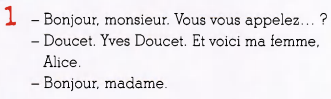 1 – Bonjour, monsieur. Vous vous appelez... ?
– Doucet. Yves Doucet. Et voici ma femme,
Alice.
– Bonjour, madame.